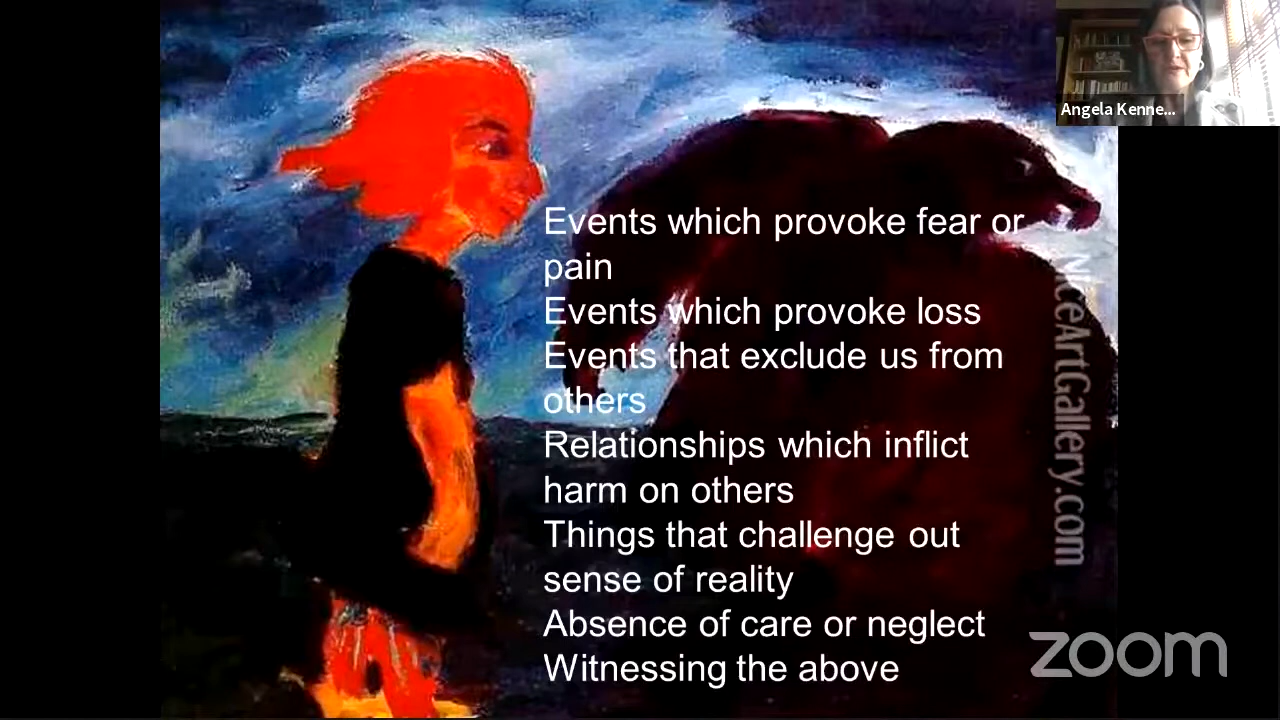 Angela Kenne...
Events which provoke fear or
pain
Events which provoke loss
Events that exclude us from
others
Relationships which inflict
harm on others
Things that challenge out
sense of reality
Absence of care or neglect
Witnessing the above
NiceArtGallery.com
zoom